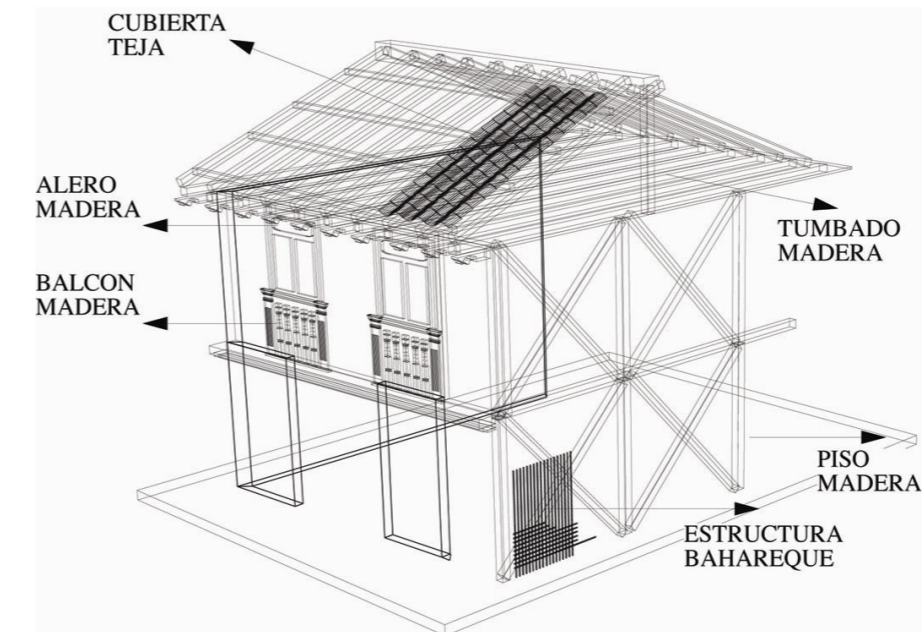 CUBIERTA
TEJA
ALERO
MADERA
TUMBADO
MADERA
BALCON
MADERA
PISO
MADERA
ESTRUCTURA
BAHAREQUE